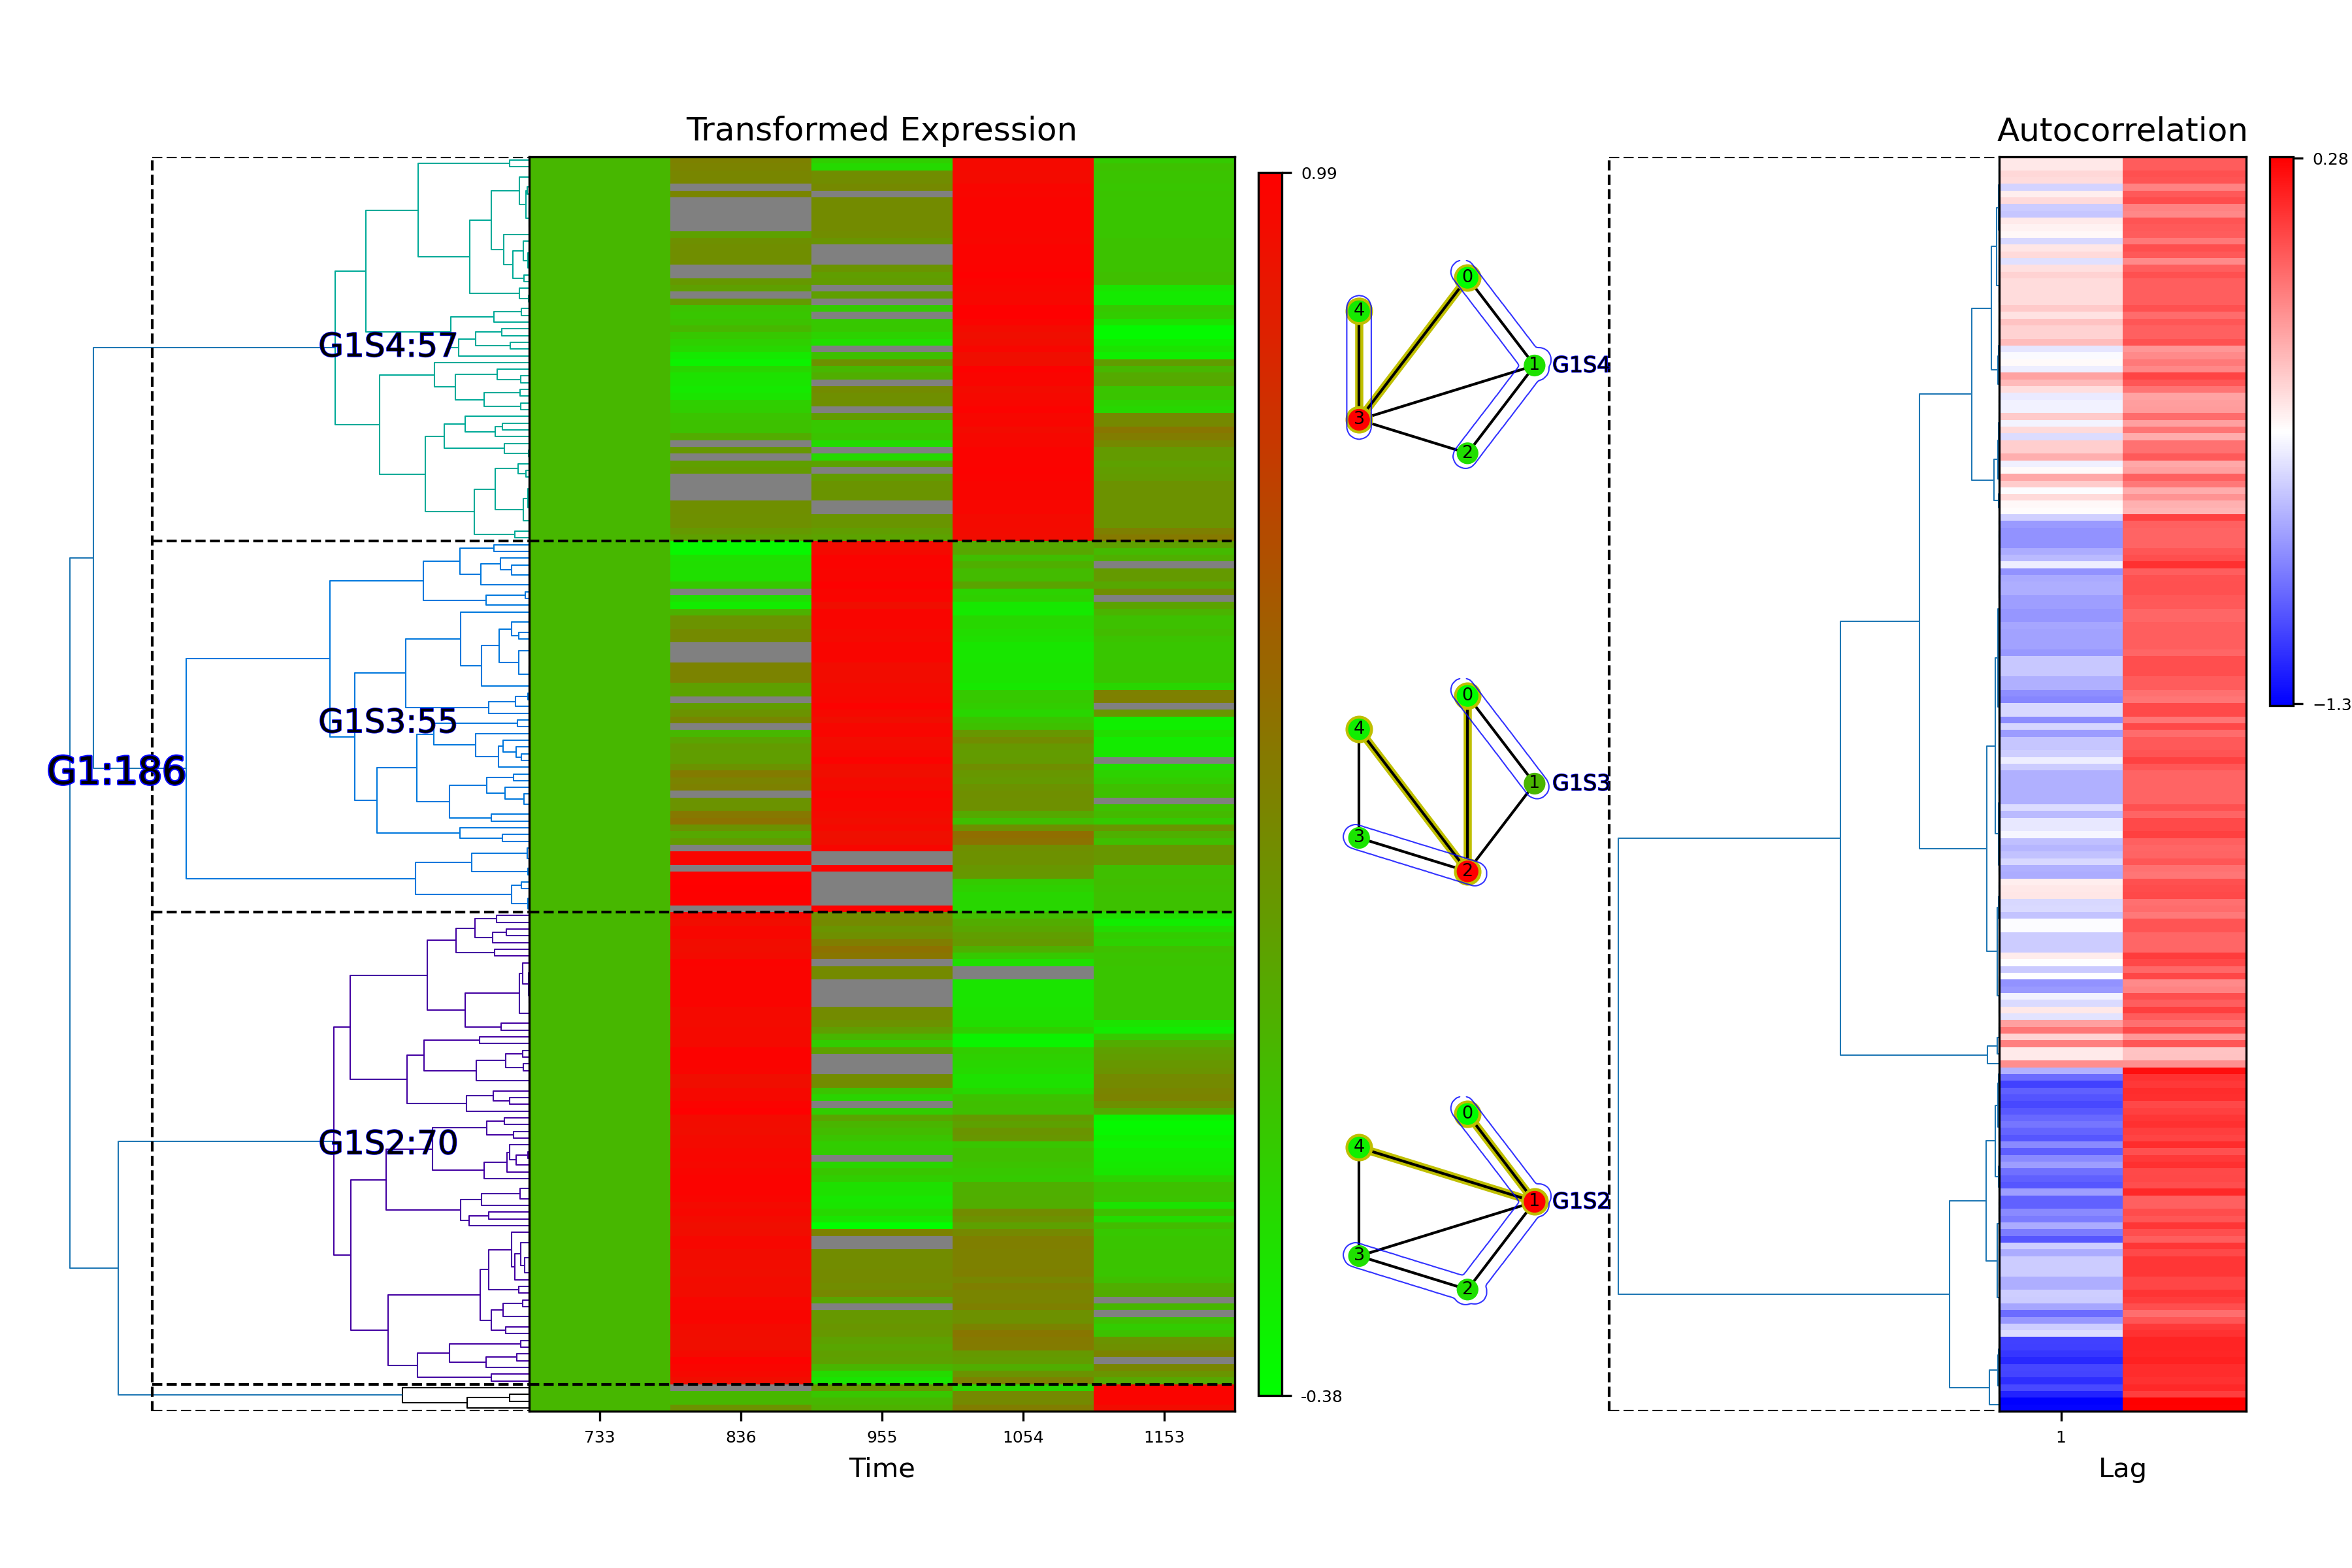 Transformed Expression
Autocorrelation
0.99
0.28
G1S4:57
0
4
1
G1S4
3
2
G1S3:55
−1.3
0
4
1
G1S3
G1:186
3
2
G1S2:70
0
4
1
G1S2
3
2
-0.38
733 836 955 1054 1153
1
Time
Lag